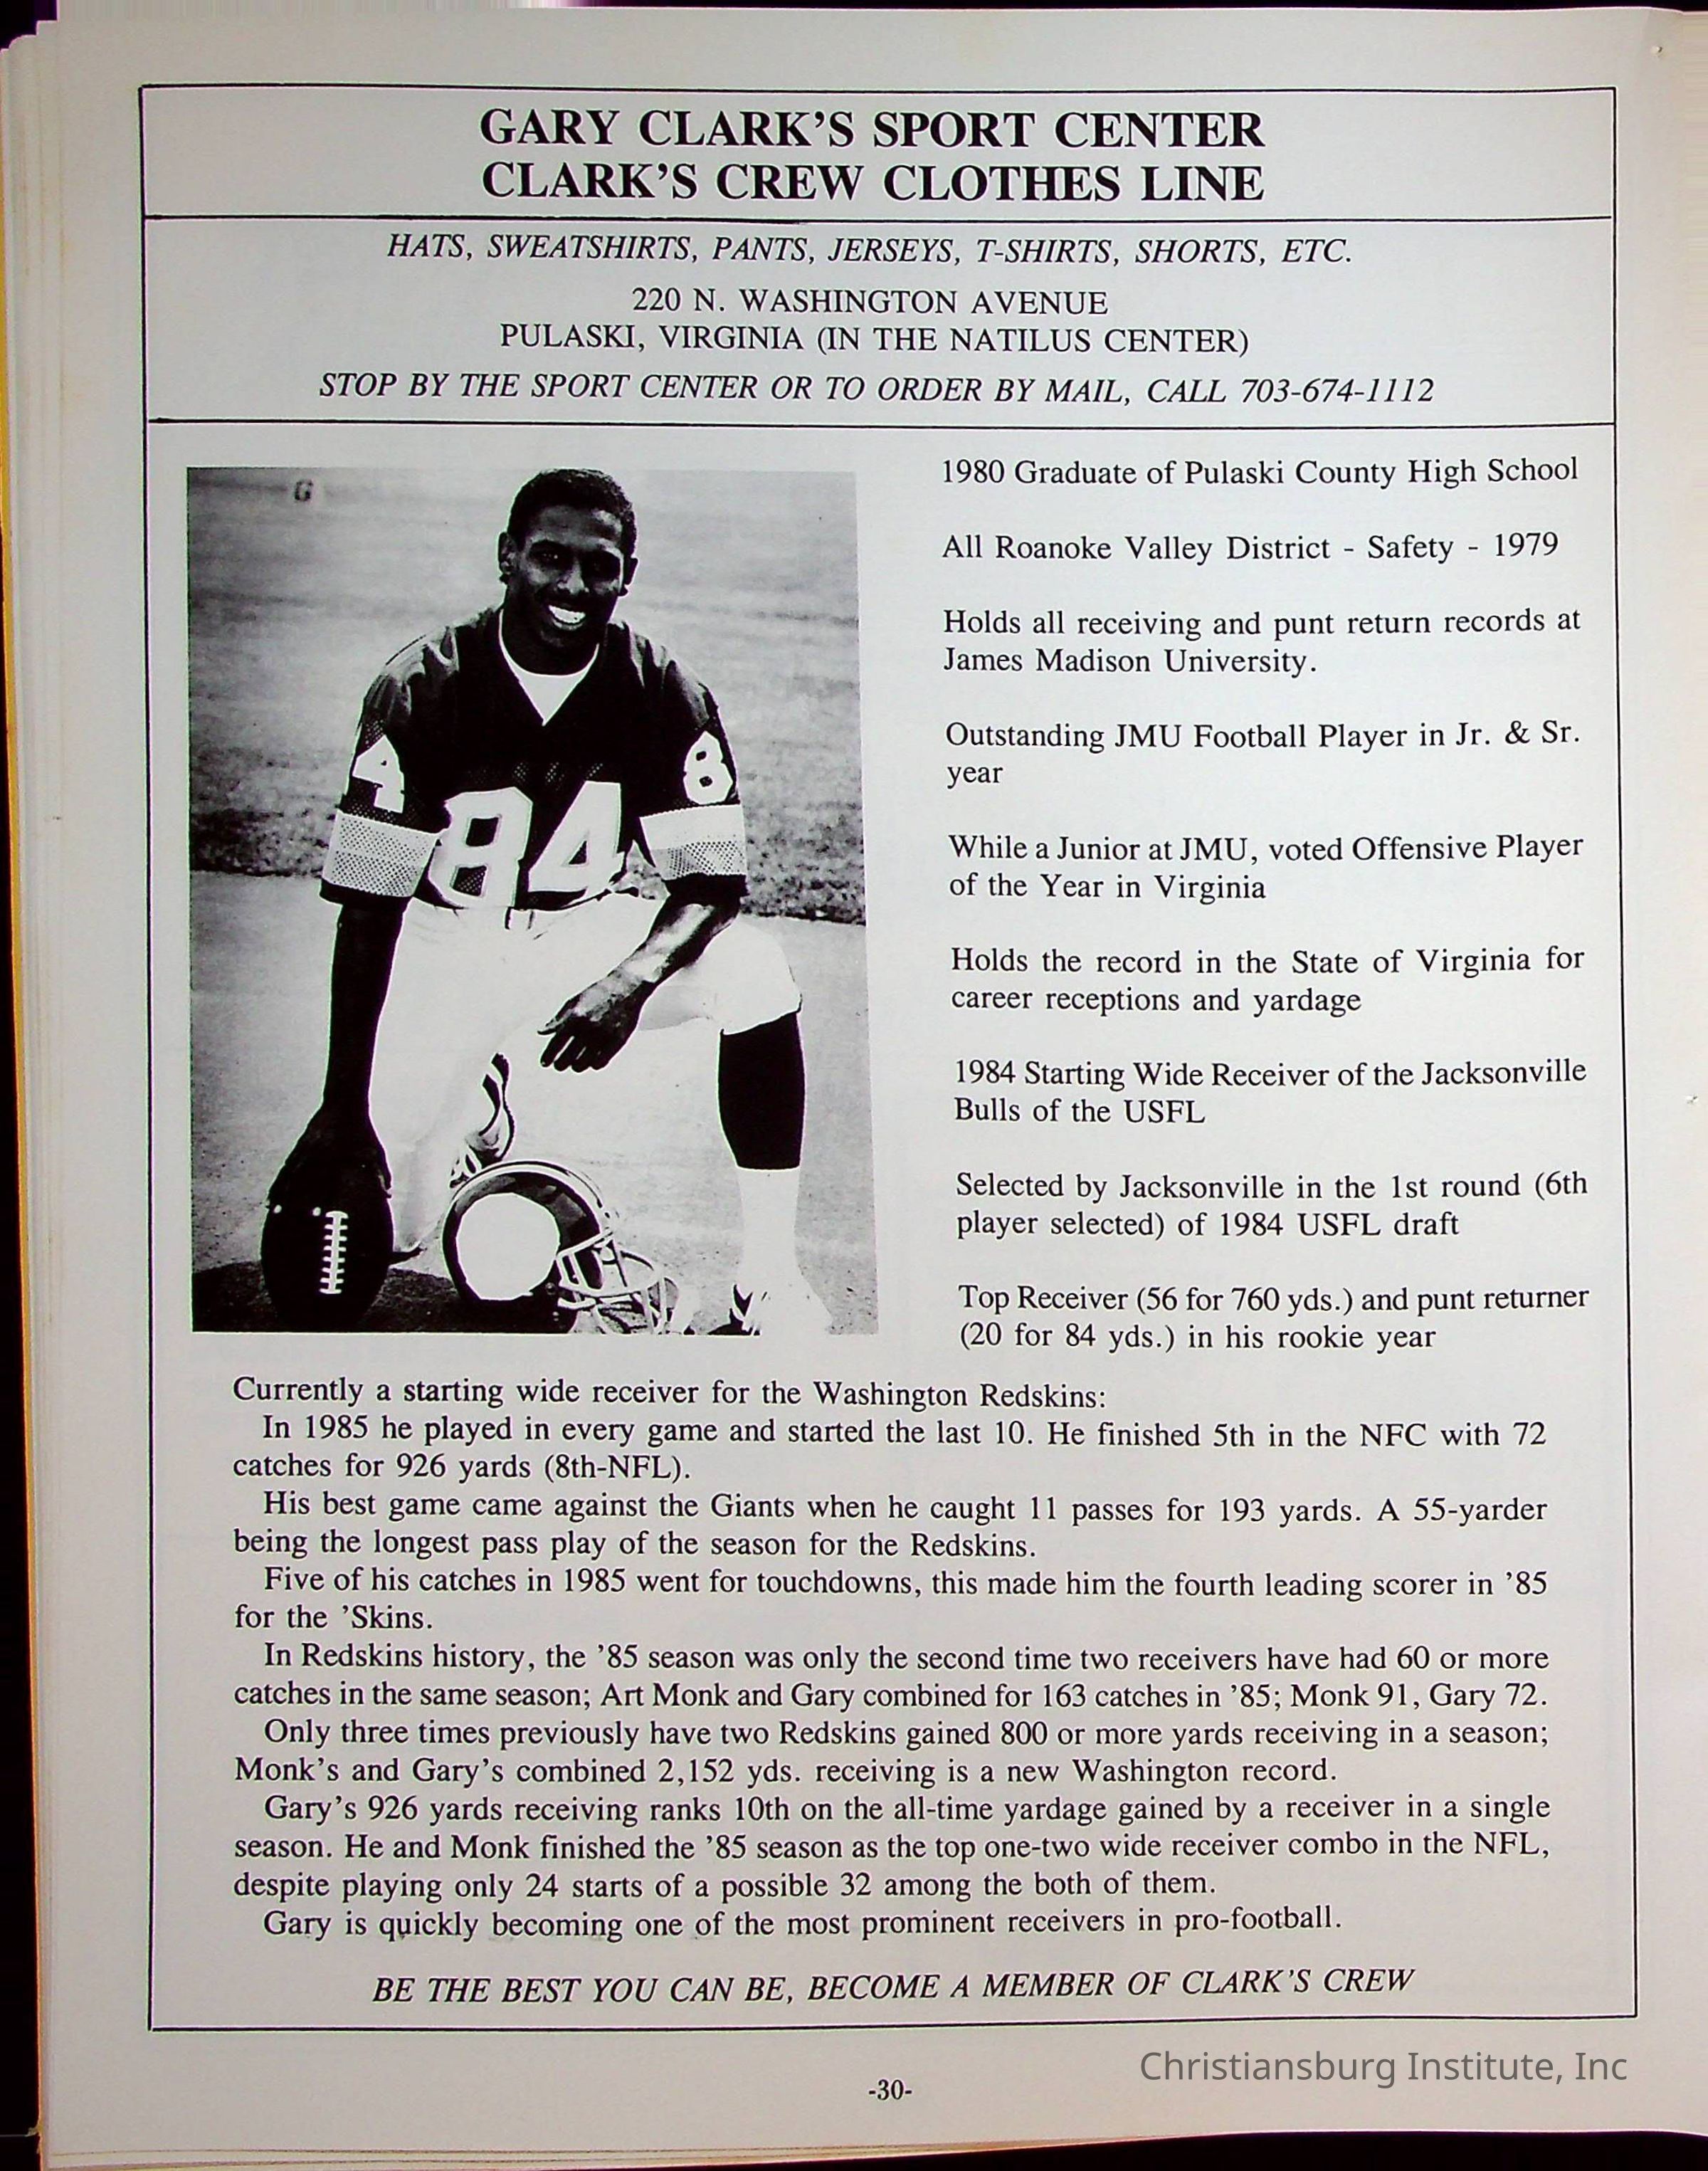 GARY CLARK'S SPORT CENTER
CLARK'S CREW CLOTHES LINE
HATS, SWEATSHIRTS, PANTS, JERSEYS, T-SHIRTS, SHORTS, ETC.
220 N. WASHINGTON AVENUE
PULASKI, VIRGINIA (IN THE NATILUS CENTER)
STOP BY THE SPORT CENTER OR TO ORDER BY MAIL, CALL 703-674-1112
G
4
8
84
1980 Graduate of Pulaski County High School
All Roanoke Valley District - Safety - 1979
Holds all receiving and punt return records at
James Madison University.
Outstanding JMU Football Player in Jr. & Sr.
year
While a Junior at JMU, voted Offensive Player
of the Year in Virginia
Holds the record in the State of Virginia for
career receptions and yardage
1984 Starting Wide Receiver of the Jacksonville
Bulls of the USFL
Selected by Jacksonville in the 1st round (6th
player selected) of 1984 USFL draft
Top Receiver (56 for 760 yds.) and punt returner
(20 for 84 yds.) in his rookie year
Currently a starting wide receiver for the Washington Redskins:
In 1985 he played in every game and started the last 10. He finished 5th in the NFC with 72
catches for 926 yards (8th-NFL).
His best game came against the Giants when he caught 11 passes for 193 yards. A 55-yarder
being the longest pass play of the season for the Redskins.
Five of his catches in 1985 went for touchdowns, this made him the fourth leading scorer in '85
for the 'Skins.
In Redskins history, the '85 season was only the second time two receivers have had 60 or more
catches in the same season; Art Monk and Gary combined for 163 catches in '85; Monk 91, Gary 72.
Only three times previously have two Redskins gained 800 or more yards receiving in a season;
Monk's and Gary's combined 2,152 yds. receiving is a new Washington record.
Gary's 926 yards receiving ranks 10th on the all-time yardage gained by a receiver in a single
season. He and Monk finished the '85 season as the top one-two wide receiver combo in the NFL,
despite playing only 24 starts of a possible 32 among the both of them.
Gary is quickly becoming one of the most prominent receivers in pro-football.
BE THE BEST YOU CAN BE, BECOME A MEMBER OF CLARK'S CREW
Christiansburg Institute, Inc
-30-